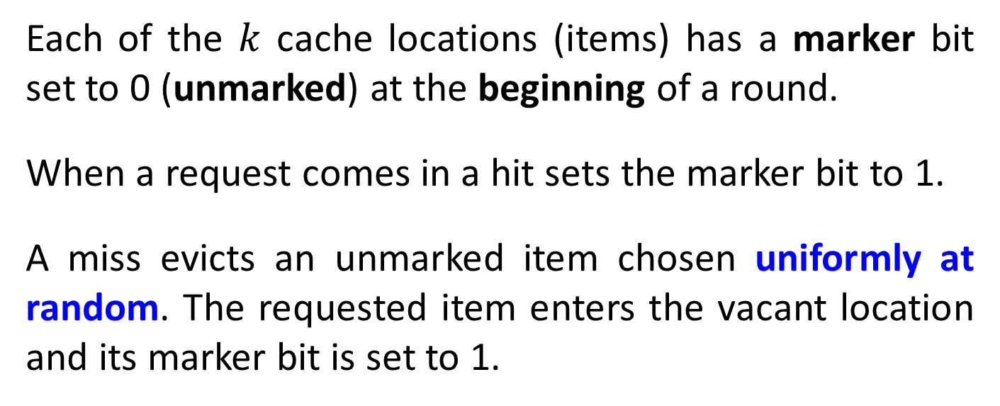 Each of the k cache locations (items) has a marker bit
set to 0 (unmarked) at the beginning of a round.
When a request comes in a hit sets the marker bit to 1.
A miss evicts an unmarked item chosen uniformly at
random. The requested item enters the vacant location
and its marker bit is set to 1.